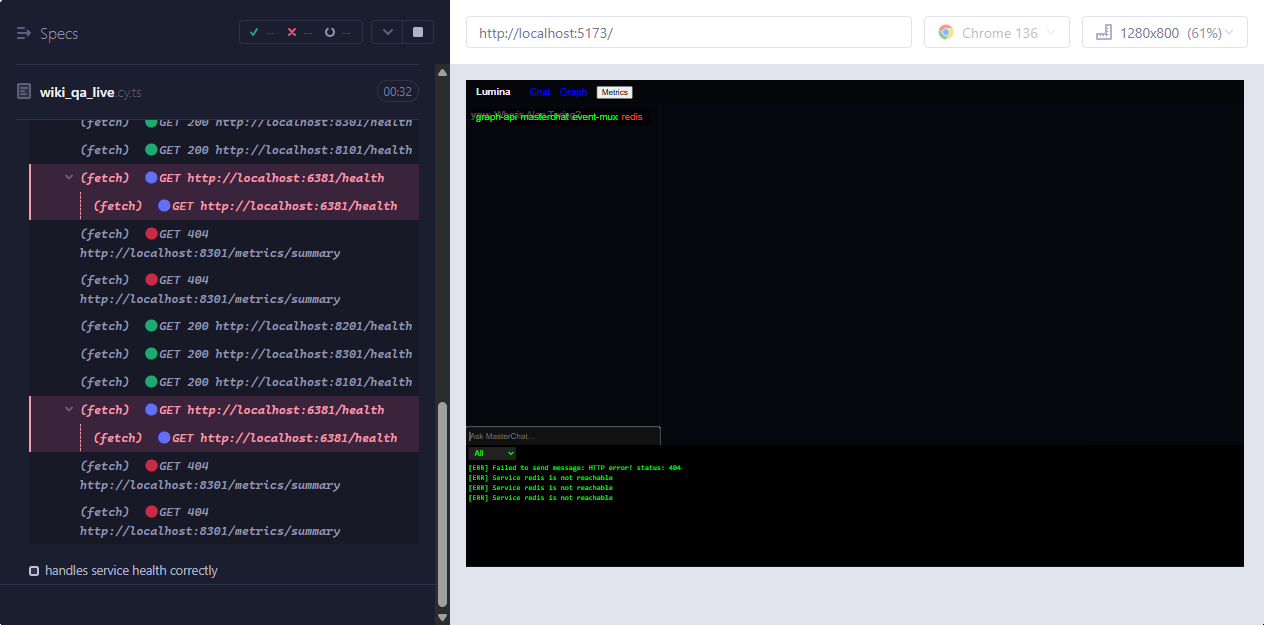 Specs
-- -- --
wiki_qa_live.cy.ts
00:32
(fetch) GET 200 http://localhost:8301/health
(fetch) GET 200 http://localhost:8101/health
(fetch) GET http://localhost:6381/health
(fetch) GET http://localhost:6381/health
(fetch) GET 404
http://localhost:8301/metrics/summary
(fetch) GET 404
http://localhost:8301/metrics/summary
(fetch) GET 200 http://localhost:8201/health
(fetch) GET 200 http://localhost:8301/health
(fetch) GET 200 http://localhost:8101/health
(fetch) GET http://localhost:6381/health
(fetch) GET http://localhost:6381/health
(fetch) GET 404
http://localhost:8301/metrics/summary
(fetch) GET 404
http://localhost:8301/metrics/summary
handles service health correctly
http://localhost:5173/
Chrome 136
1280x800 (61%)
Lumina Chat Graph Metrics
graph-api masterchat event-mux redis
Ask MasterChat...
All
[ERR] Failed to send message: HTTP error! status: 404
[ERR] Service redis is not reachable
[ERR] Service redis is not reachable
[ERR] Service redis is not reachable